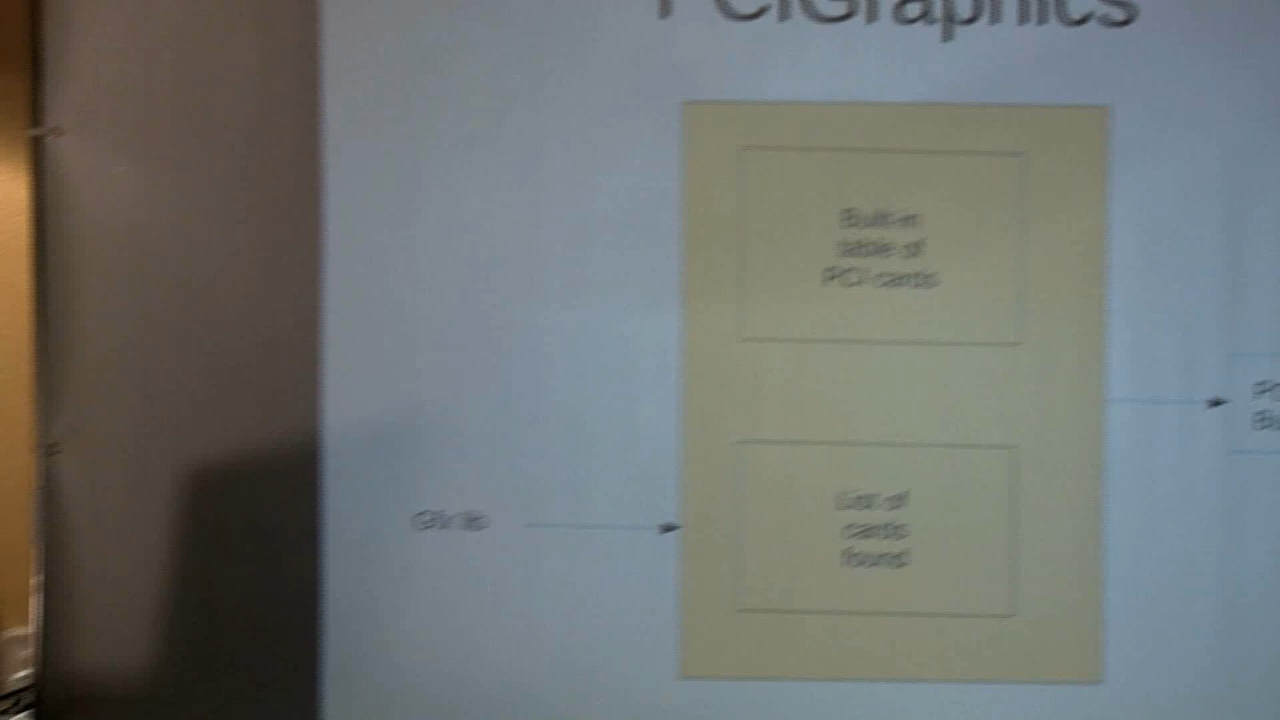 PCIGraphics
Built-in
table of
PCI cards
List of
cards
found